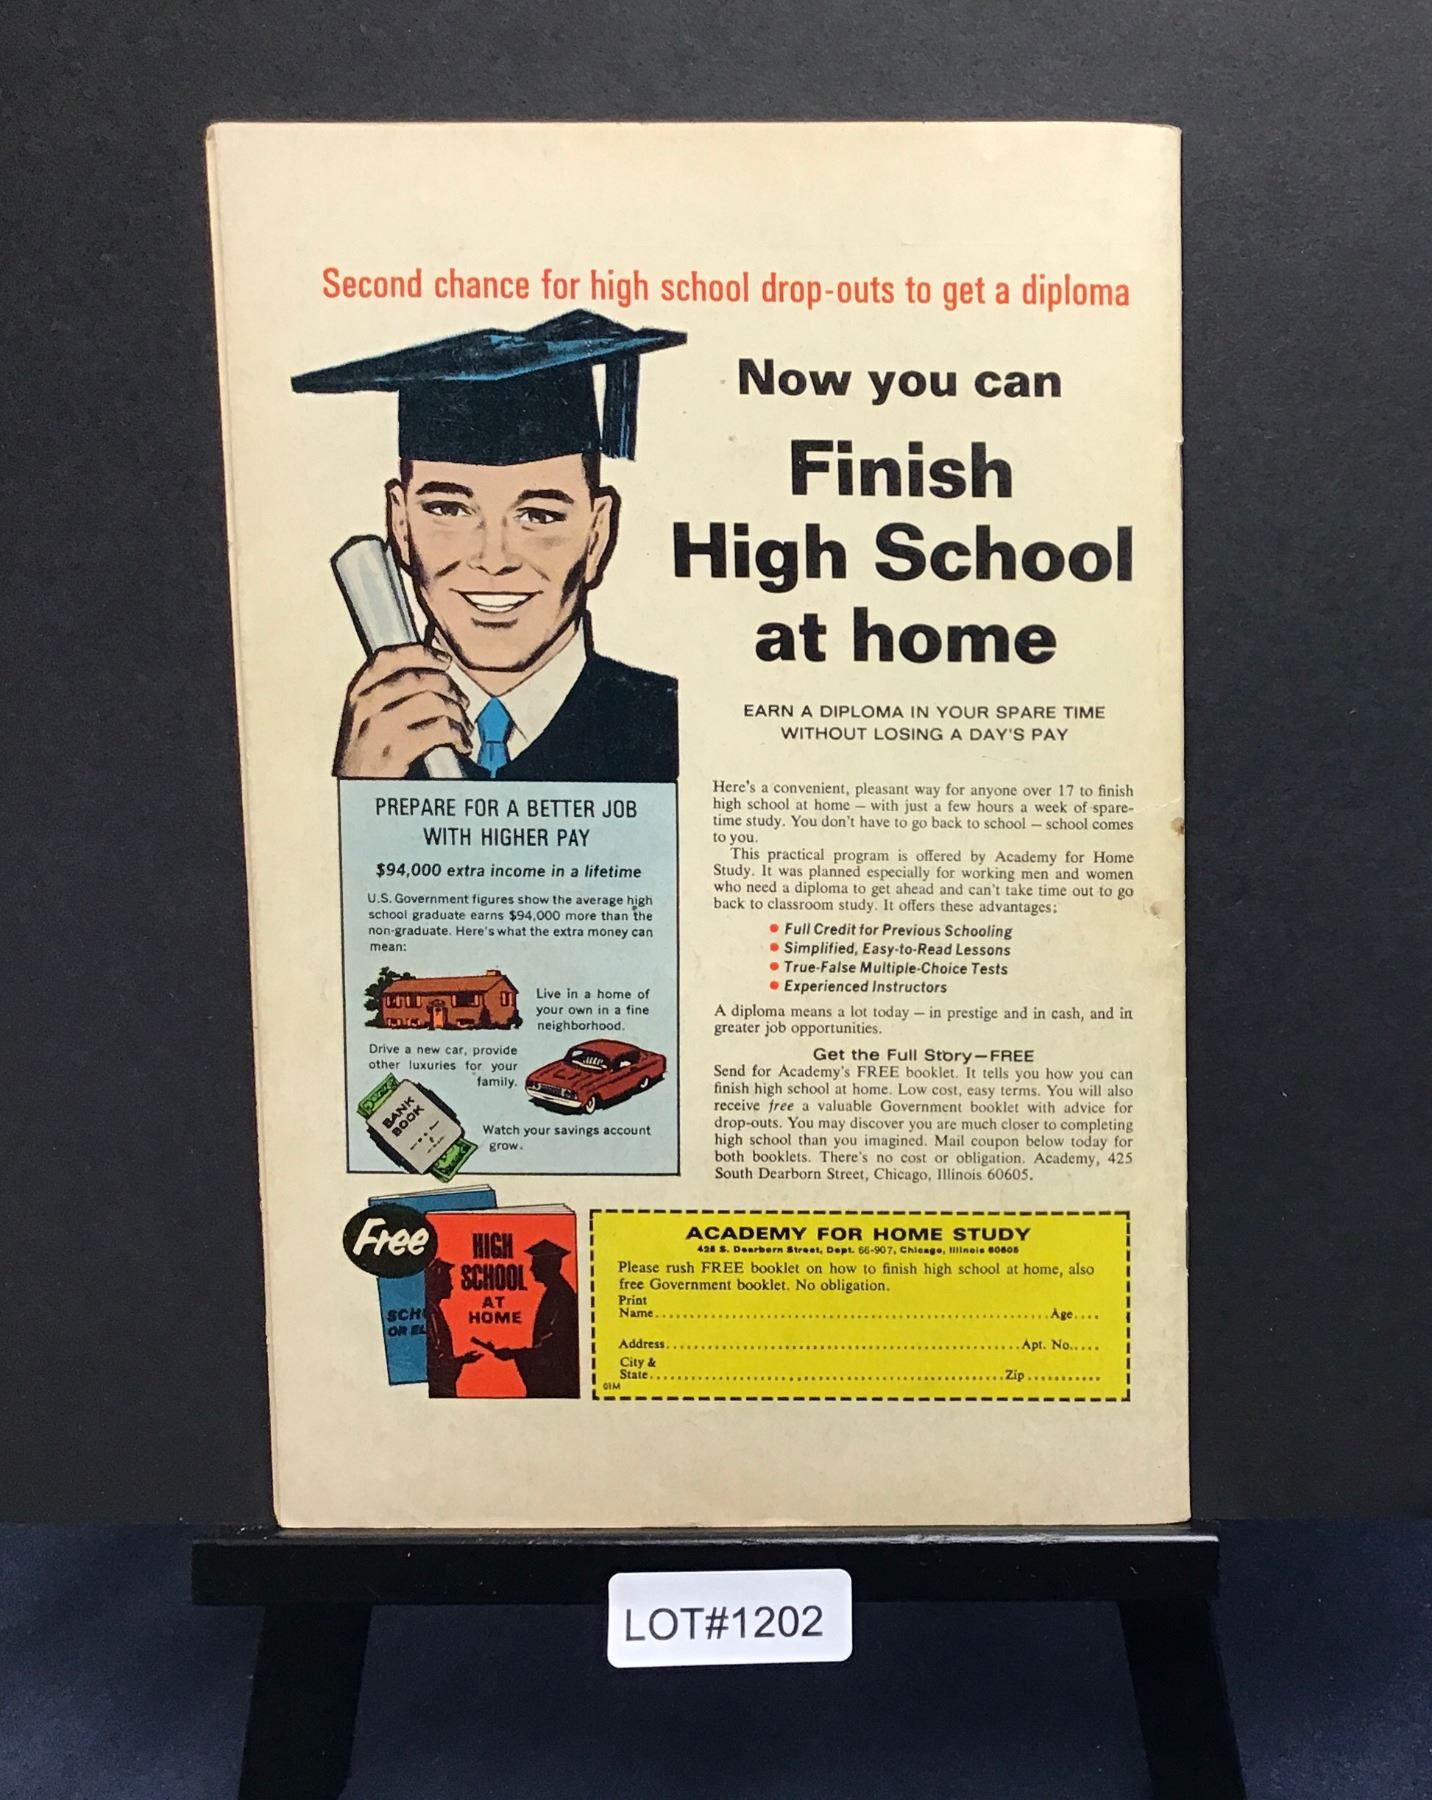 Second chance for high school drop-outs to get a diploma
Now you can
Finish
High School
at home
EARN A DIPLOMA IN YOUR SPARE TIME
WITHOUT LOSING A DAY'S PAY
PREPARE FOR A BETTER JOB
WITH HIGHER PAY
$94,000 extra income in a lifetime
U.S. Government figures show the average high
school graduate earns $94,000 more than the
non-graduate. Here's what the extra money can
mean:
Live in a home of
your own in a fine
neighborhood.
Drive a new car, provide
other luxuries for your
family.
BANK
BOOK
Watch your savings account
grow.
Here's a convenient, pleasant way for anyone over 17 to finish
high school at home — with just a few hours a week of spare-
time study. You don't have to go back to school — school comes
to you.
This practical program is offered by Academy for Home
Study. It was planned especially for working men and women
who need a diploma to get ahead and can't take time out to go
back to classroom study. It offers these advantages:
• Full Credit for Previous Schooling
• Simplified, Easy-to-Read Lessons
• True-False Multiple-Choice Tests
• Experienced Instructors
A diploma means a lot today — in prestige and in cash, and in
greater job opportunities.
Get the Full Story—FREE
Send for Academy's FREE booklet. It tells you how you can
finish high school at home. Low cost, easy terms. You will also
receive free a valuable Government booklet with advice for
drop-outs. You may discover you are much closer to completing
high school than you imagined. Mail coupon below today for
both booklets. There's no cost or obligation. Academy, 425
South Dearborn Street, Chicago, Illinois 60605.
Free
SCH
OR EL
HIGH
SCHOOL
AT
HOME
ACADEMY FOR HOME STUDY
425 S. Dearborn Street, Dept. 66-907, Chicago, Illinois 60605
Please rush FREE booklet on how to finish high school at home, also
free Government booklet. No obligation.
Print
Name.......... Age....
Address.......... Apt. No.....
City &
State.......... Zip..........
01M
LOT#1202